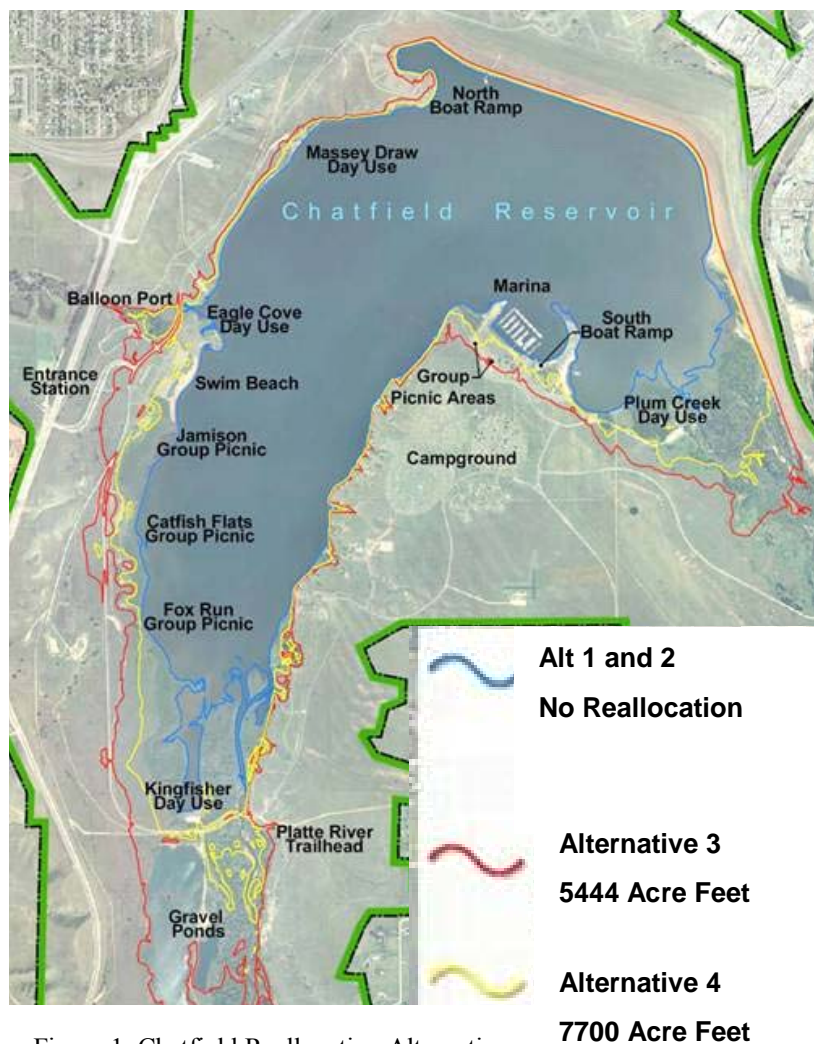 North
Boat Ramp
Massey Draw
Day Use
Chatfield Reservoir
Balloon Port
Eagle Cove
Day Use
Marina
South
Boat Ramp
Entrance
Station
Swim Beach
Group
Picnic Areas
Plum Creek
Day Use
Jamison
Group Picnic
Campground
Catfish Flats
Group Picnic
Fox Run
Group Picnic
Kingfisher
Day Use
Platte River
Trailhead
Gravel
Ponds
Alt 1 and 2
No Reallocation
Alternative 3
5444 Acre Feet
Alternative 4
7700 Acre Feet
Figure 1. Chatfield Reallocation Alternative